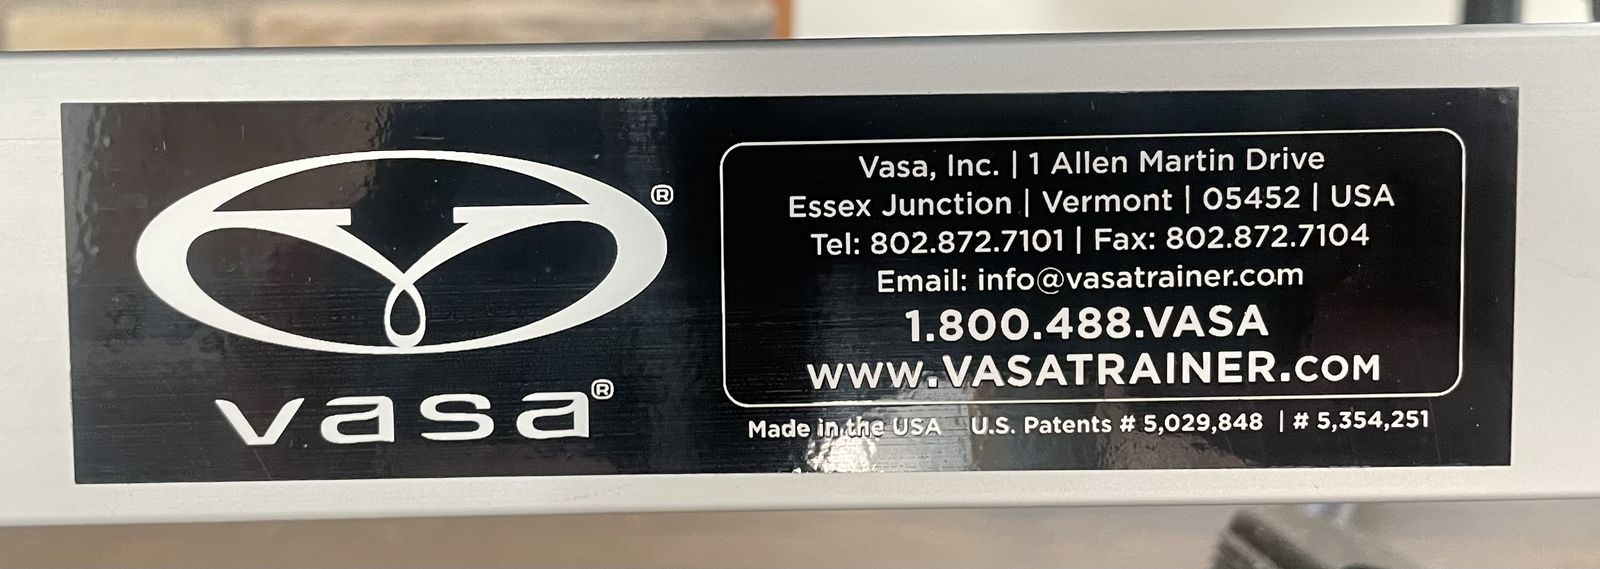 vasa®
®
Vasa, Inc. | 1 Allen Martin Drive
Essex Junction | Vermont | 05452 | USA
Tel: 802.872.7101 | Fax: 802.872.7104
Email: info@vasatrainer.com
1.800.488.VASA
WWW.VASATRAINER.COM
Made in the USA U.S. Patents # 5,029,848 | # 5,354,251